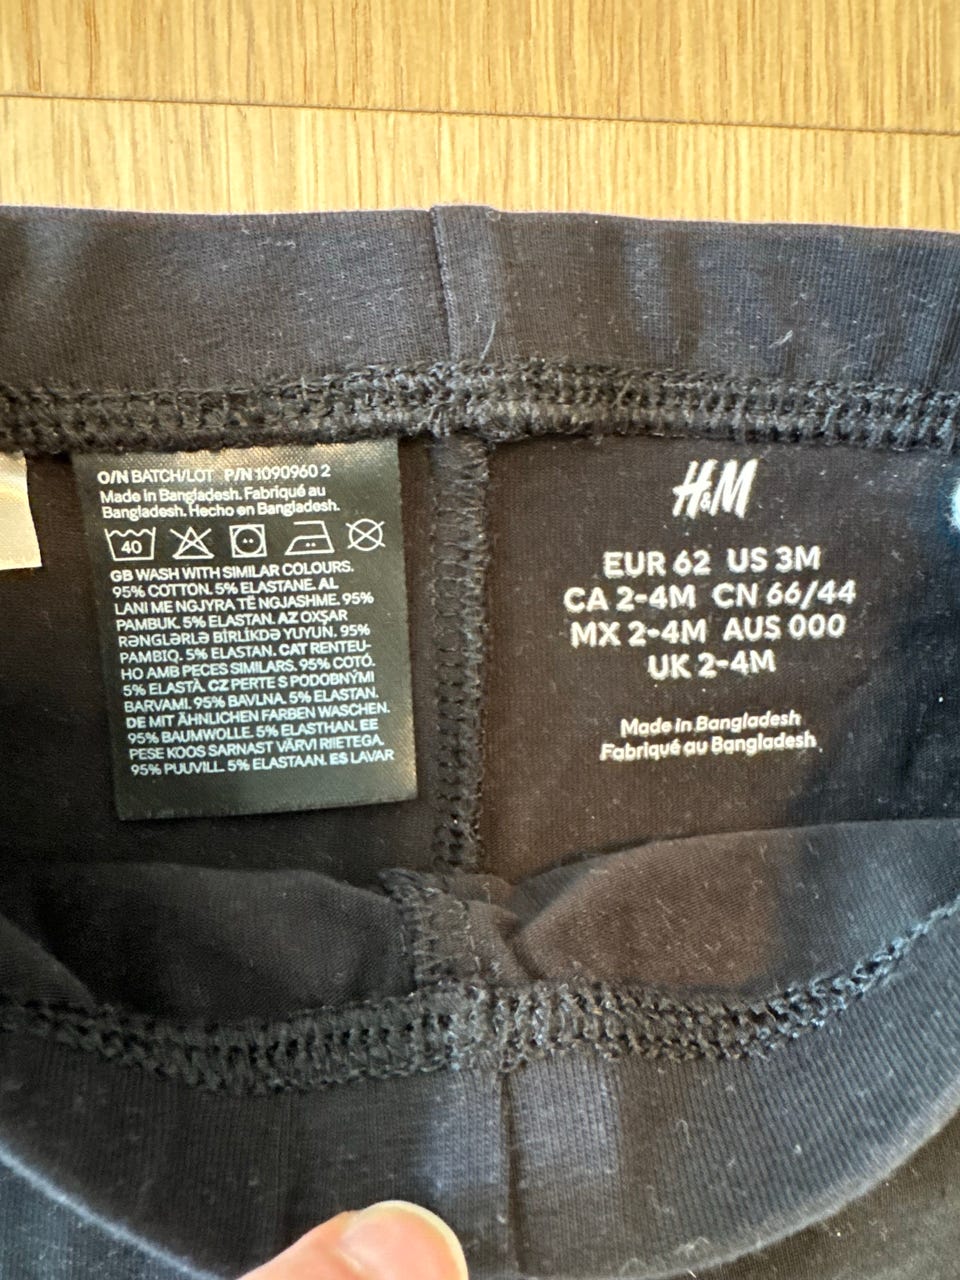 O/N BATCH/LOT P/N 1090960 2
Made in Bangladesh. Fabriqué au
Bangladesh. Hecho en Bangladesh.
40
GB WASH WITH SIMILAR COLOURS.
95% COTTON. 5% ELASTANE. AL
LANI ME NGJYRA TË NGJASHME. 95%
PAMBUK. 5% ELASTAN. AZ OXŞAR
RƏNGLƏRLƏ BİRLİKDƏ YUYUN. 95%
PAMBIQ. 5% ELASTAN. CAT RENTEU-
HO AMB PECES SIMILARS. 95% COTÓ.
5% ELASTÀ. CZ PERTE S PODOBNÝMI
BARVAMI. 95% BAVLNA. 5% ELASTAN.
DE MIT ÄHNLICHEN FARBEN WASCHEN.
95% BAUMWOLLE. 5% ELASTHAN. EE
PESE KOOS SARNAST VÄRVI RIIETEGA.
95% PUUVILL. 5% ELASTAAN. ES LAVAR
H&M
EUR 62 US 3M
CA 2-4M CN 66/44
MX 2-4M AUS 000
UK 2-4M
Made in Bangladesh
Fabriqué au Bangladesh